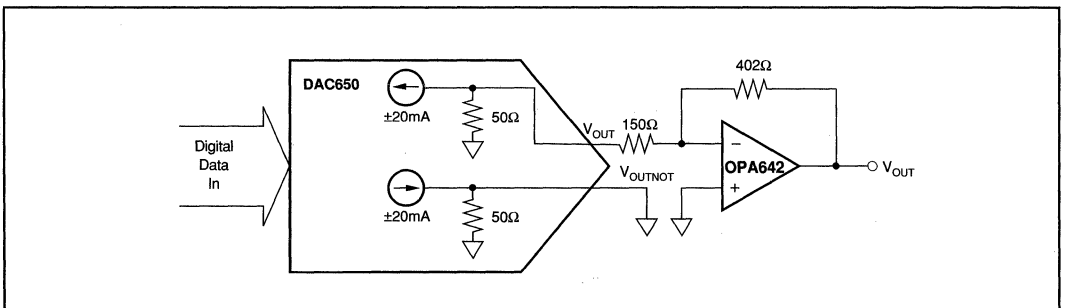 DAC650
±20mA
50Ω
±20mA
50Ω
Digital
Data
In
V_OUT
150Ω
V_OUTNOT
402Ω
−
OPA642
+
V_OUT